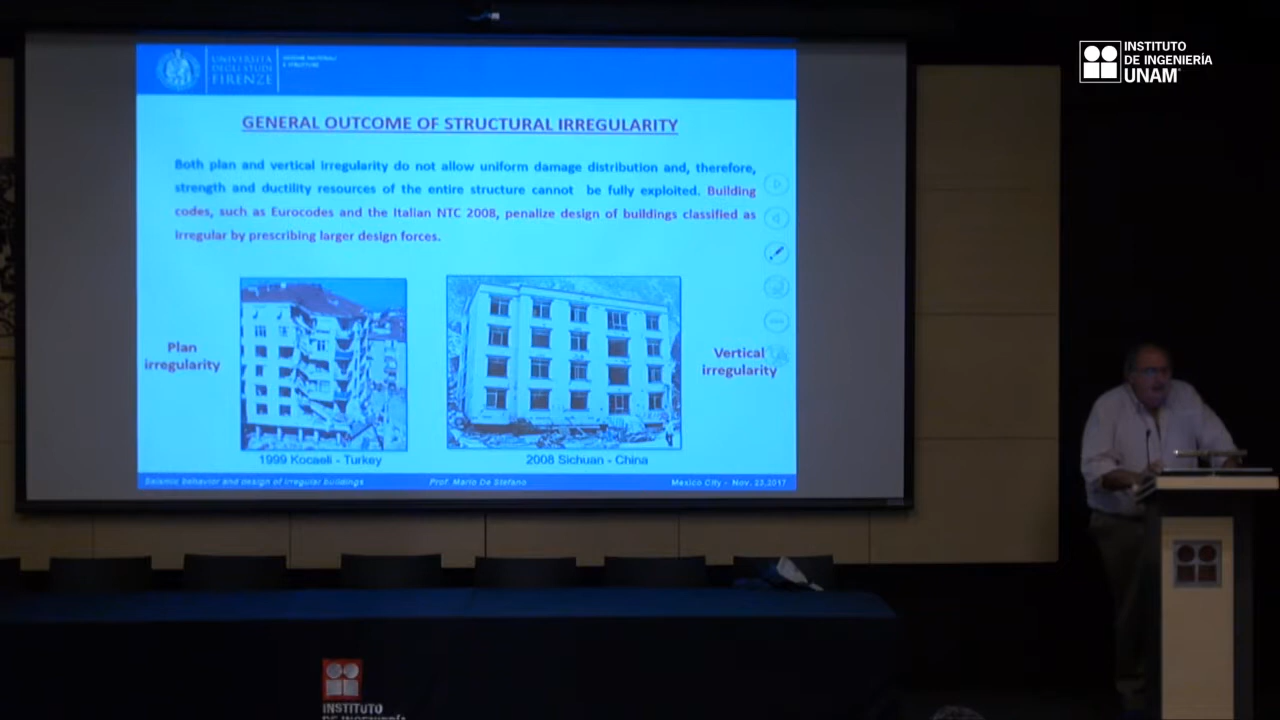 INSTITUTO
DE INGENIERÍA
UNAM
UNIVERSITÀ
DEGLI STUDI
FIRENZE
GENERAL OUTCOME OF STRUCTURAL IRREGULARITY
Both plan and vertical irregularity do not allow uniform damage distribution and, therefore,
strength and ductility resources of the entire structure cannot be fully exploited. Building
codes, such as Eurocodes and the Italian NTC 2008, penalize design of buildings classified as
irregular by prescribing larger design forces.
Plan
irregularity
Vertical
irregularity
1999 Kocaeli - Turkey
2008 Sichuan - China
Seismic behavior and design of irregular buildings
Prof. Mario De Stefano
Mexico City - Nov. 23,2017
INSTITUTO
DE INGENIERÍA